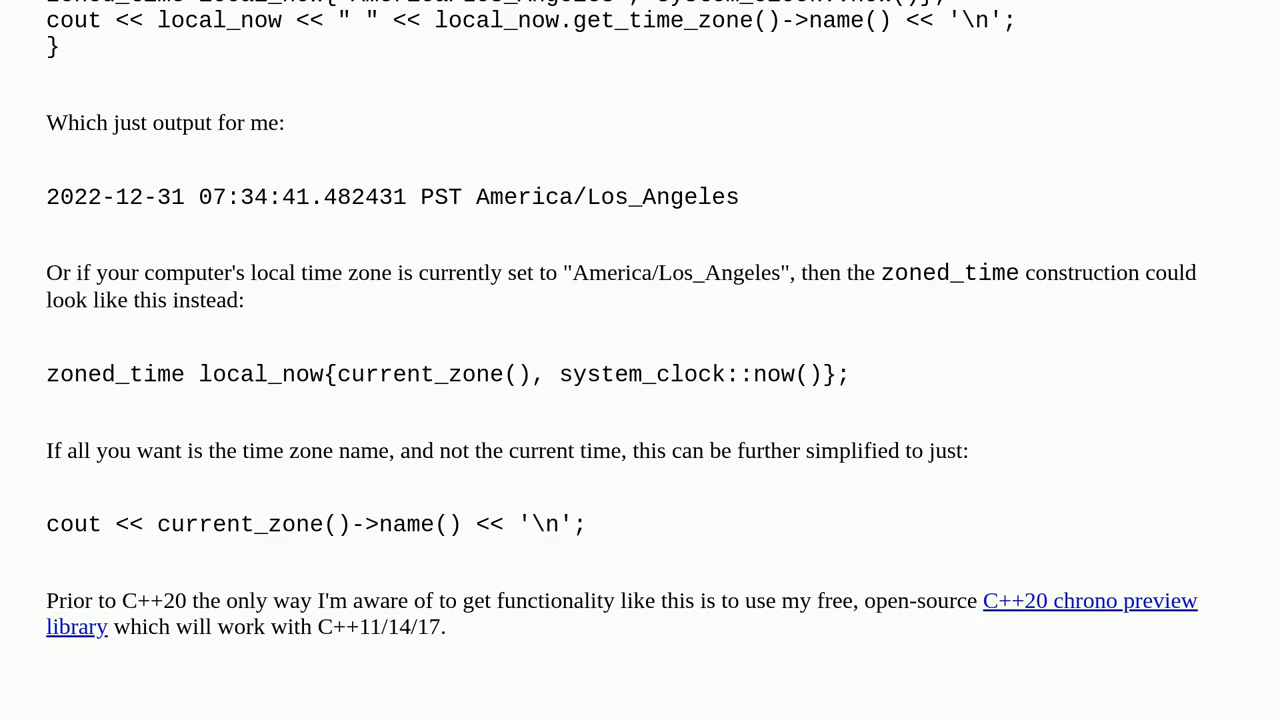 cout << local_now << " " << local_now.get_time_zone()->name() << '\n';
}
Which just output for me:
2022-12-31 07:34:41.482431 PST America/Los_Angeles
Or if your computer's local time zone is currently set to "America/Los_Angeles", then the zoned_time construction could
look like this instead:
zoned_time local_now{current_zone(), system_clock::now()};
If all you want is the time zone name, and not the current time, this can be further simplified to just:
cout << current_zone()->name() << '\n';
Prior to C++20 the only way I'm aware of to get functionality like this is to use my free, open-source C++20 chrono preview
library which will work with C++11/14/17.